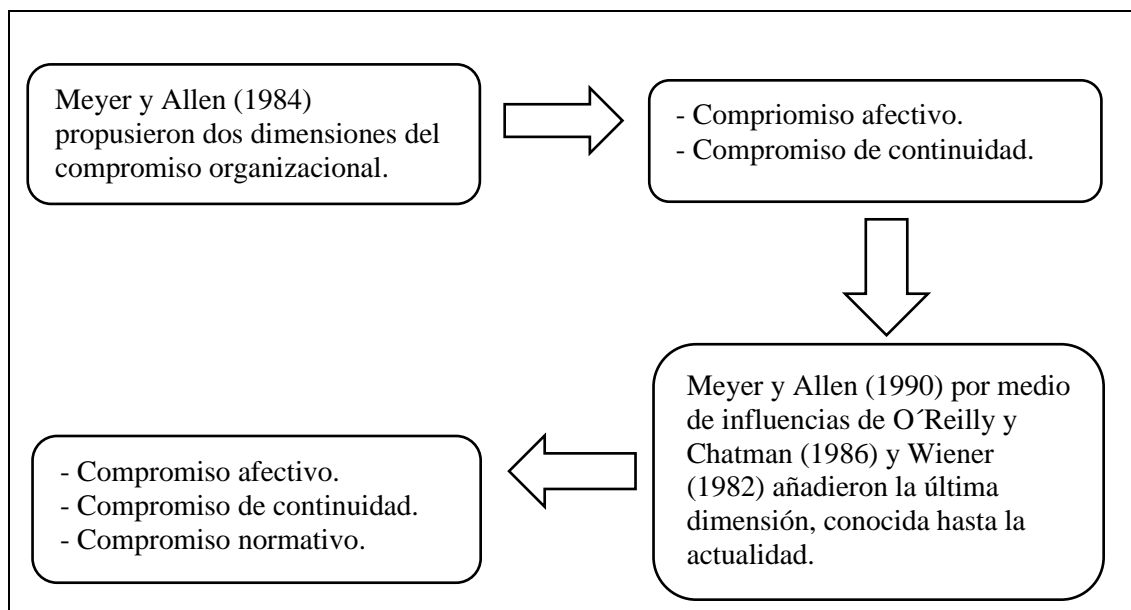 Meyer y Allen (1984)
propusieron dos dimensiones del
compromiso organizacional.
- Compriomiso afectivo.
- Compromiso de continuidad.
Meyer y Allen (1990) por medio
de influencias de O´Reilly y
Chatman (1986) y Wiener
(1982) añadieron la última
dimensión, conocida hasta la
actualidad.
- Compromiso afectivo.
- Compromiso de continuidad.
- Compromiso normativo.